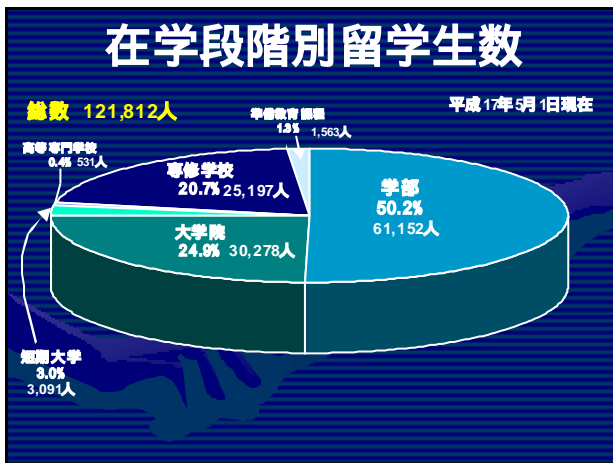 在学段階別留学生数
総数 121,812人
平成17年5月1日現在
準備教育課程
1.3% 1,563人
高等専門学校
0.4% 531人
専修学校
20.7% 25,197人
学部
50.2%
61,152人
大学院
24.9% 30,278人
短期大学
3.0%
3,091人